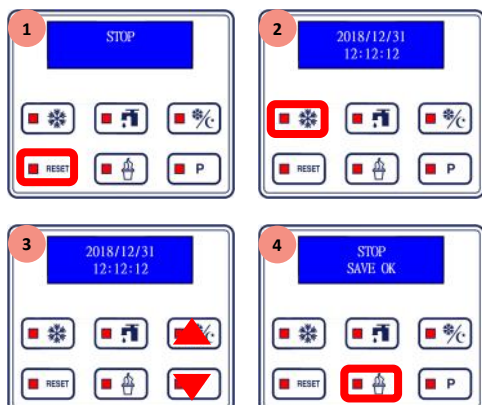 1
STOP
RESET
P
2
2018/12/31
12:12:12
RESET
P
3
2018/12/31
12:12:12
RESET
4
STOP
SAVE OK
RESET
P